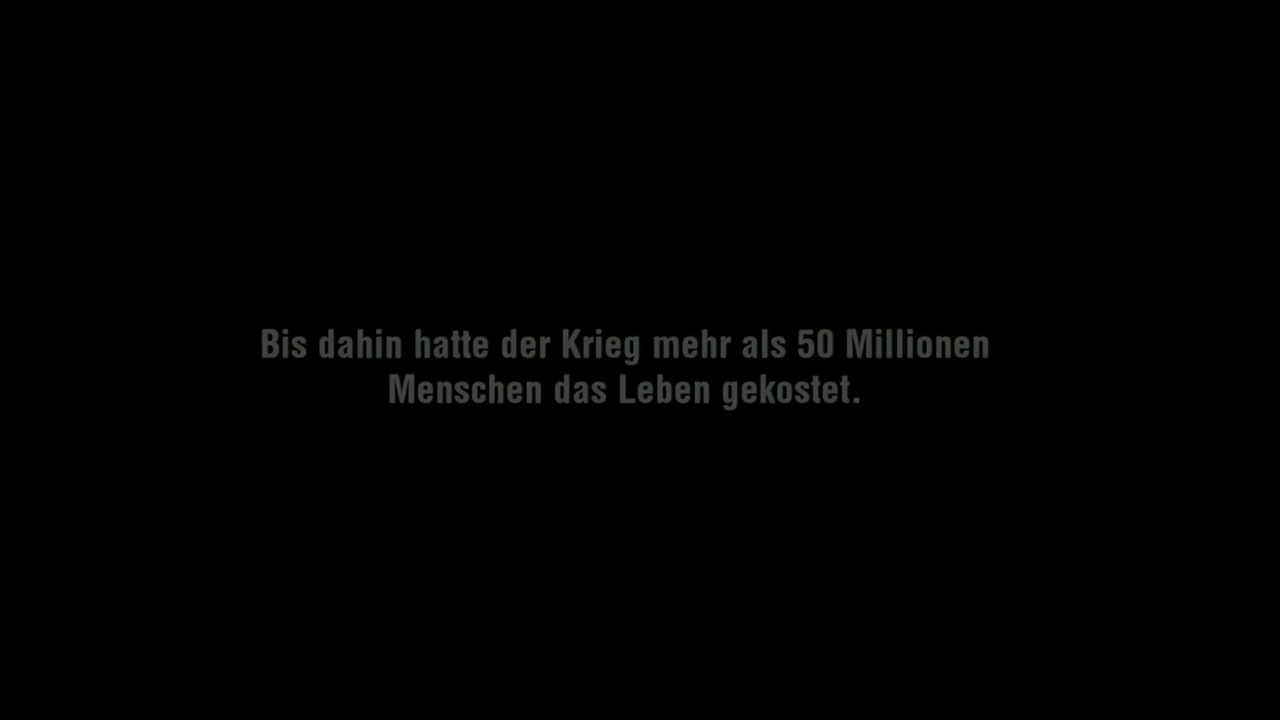 Bis dahin hatte der Krieg mehr als 50 Millionen
Menschen das Leben gekostet.